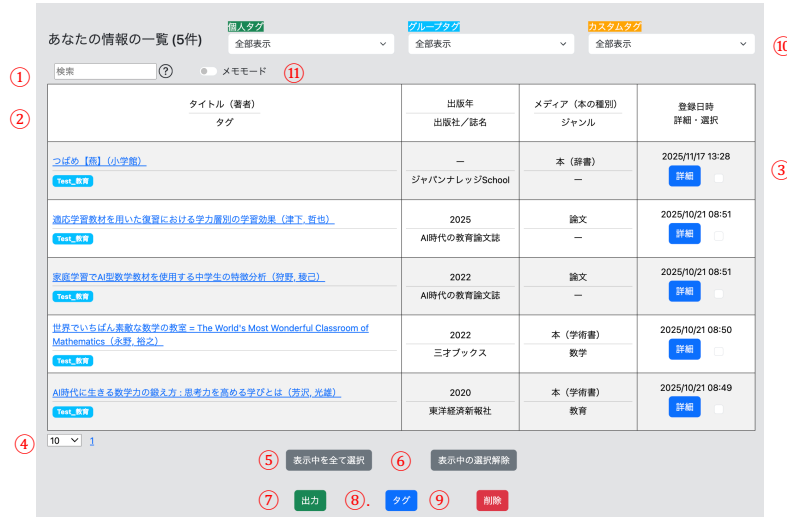 個人タグ
グループタグ
カスタムタグ
あなたの情報の一覧 (5件)
全部表示
全部表示
全部表示
⑩
①
検索
?
メモモード
⑪
②
タイトル（著者）
タグ
出版年
出版社／誌名
メディア（本の種別）
ジャンル
登録日時
詳細・選択
③
つばめ【燕】（小学館）
Test_教育
—
ジャパンナレッジSchool
本（辞書）
—
2025/11/17 13:28
詳細
適応学習教材を用いた復習における学力層別の学習効果（津下, 哲也）
Test_教育
2025
AI時代の教育論文誌
論文
—
2025/10/21 08:51
詳細
家庭学習でAI型数学教材を使用する中学生の特徴分析（狩野, 稜己）
Test_教育
2022
AI時代の教育論文誌
論文
—
2025/10/21 08:51
詳細
世界でいちばん素敵な数学の教室 = The World's Most Wonderful Classroom of
Mathematics（永野, 裕之）
Test_教育
2022
三才ブックス
本（学術書）
数学
2025/10/21 08:50
詳細
AI時代に生きる数学力の鍛え方 : 思考力を高める学びとは（芳沢, 光雄）
Test_教育
2020
東洋経済新報社
本（学術書）
教育
2025/10/21 08:49
詳細
④
10
1
⑤
表示中を全て選択
⑥
表示中の選択解除
⑦
出力
⑧.
タグ
⑨
削除